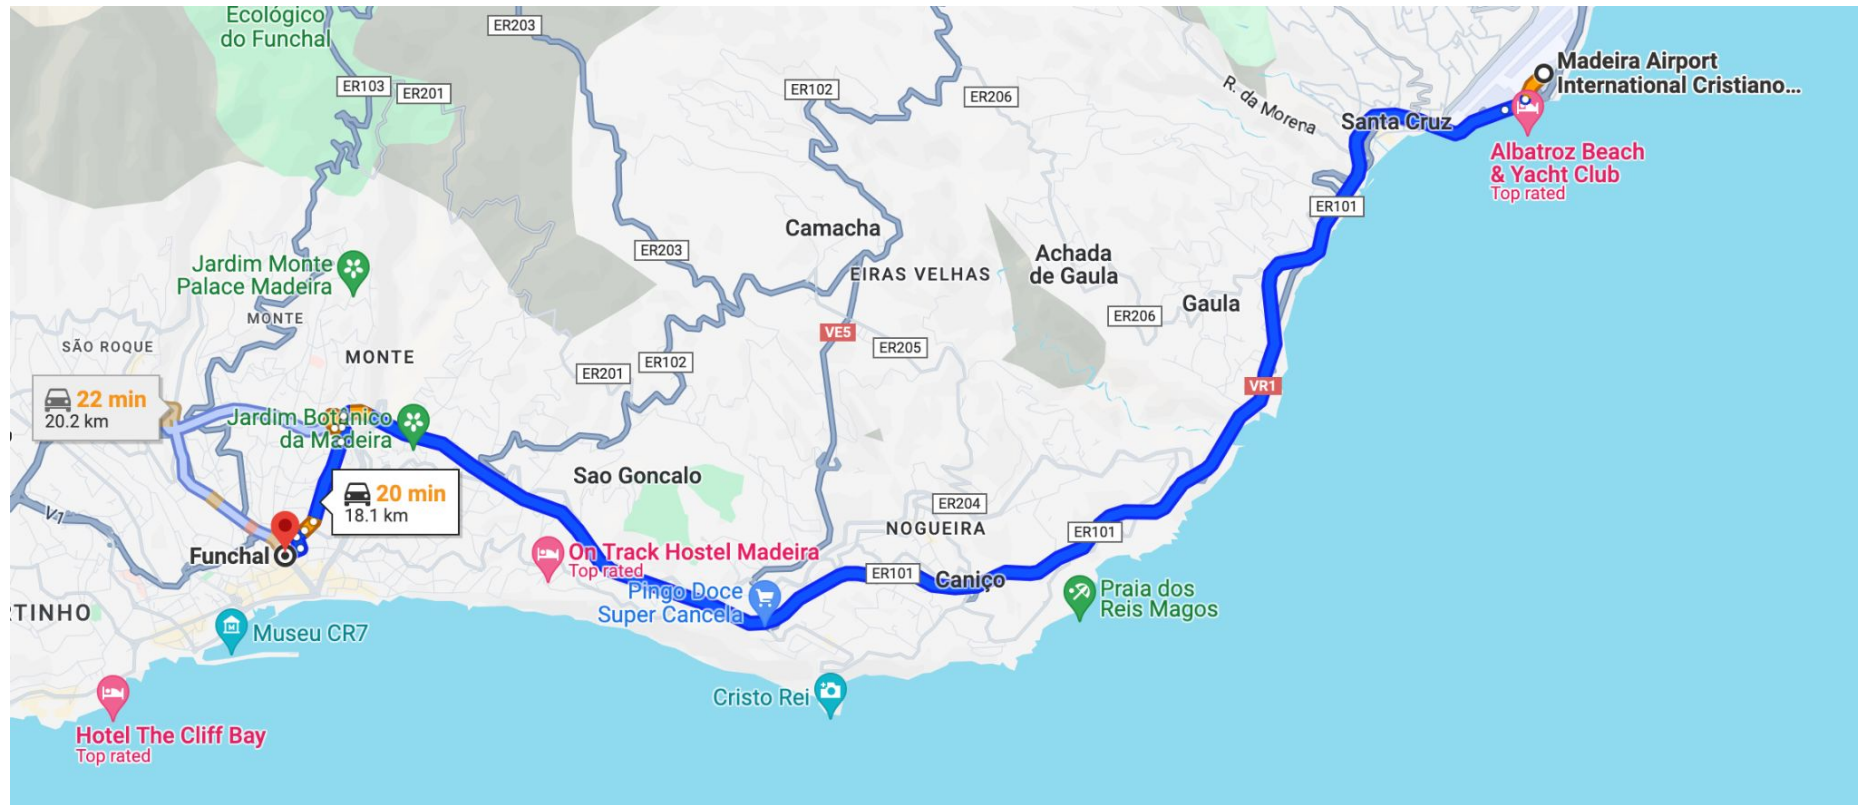 Ecológico
do Funchal
ER203
ER103
ER201
ER102
ER206
R. da Morena
Santa Cruz
Madeira Airport
International Cristiano...
Albatroz Beach
& Yacht Club
Top rated
ER101
Camacha
ER203
EIRAS VELHAS
Achada
de Gaula
Gaula
ER206
Jardim Monte
Palace Madeira
MONTE
SÃO ROQUE
MONTE
VE5
ER205
ER102
ER201
VR1
22 min
20.2 km
Jardim Botânico
da Madeira
Sao Goncalo
20 min
18.1 km
V1
ER204
NOGUEIRA
ER101
Funchal
On Track Hostel Madeira
Top rated
ER101
Caniço
Pingo Doce
Super Cancela
Praia dos
Reis Magos
RTINHO
Museu CR7
Cristo Rei
Hotel The Cliff Bay
Top rated